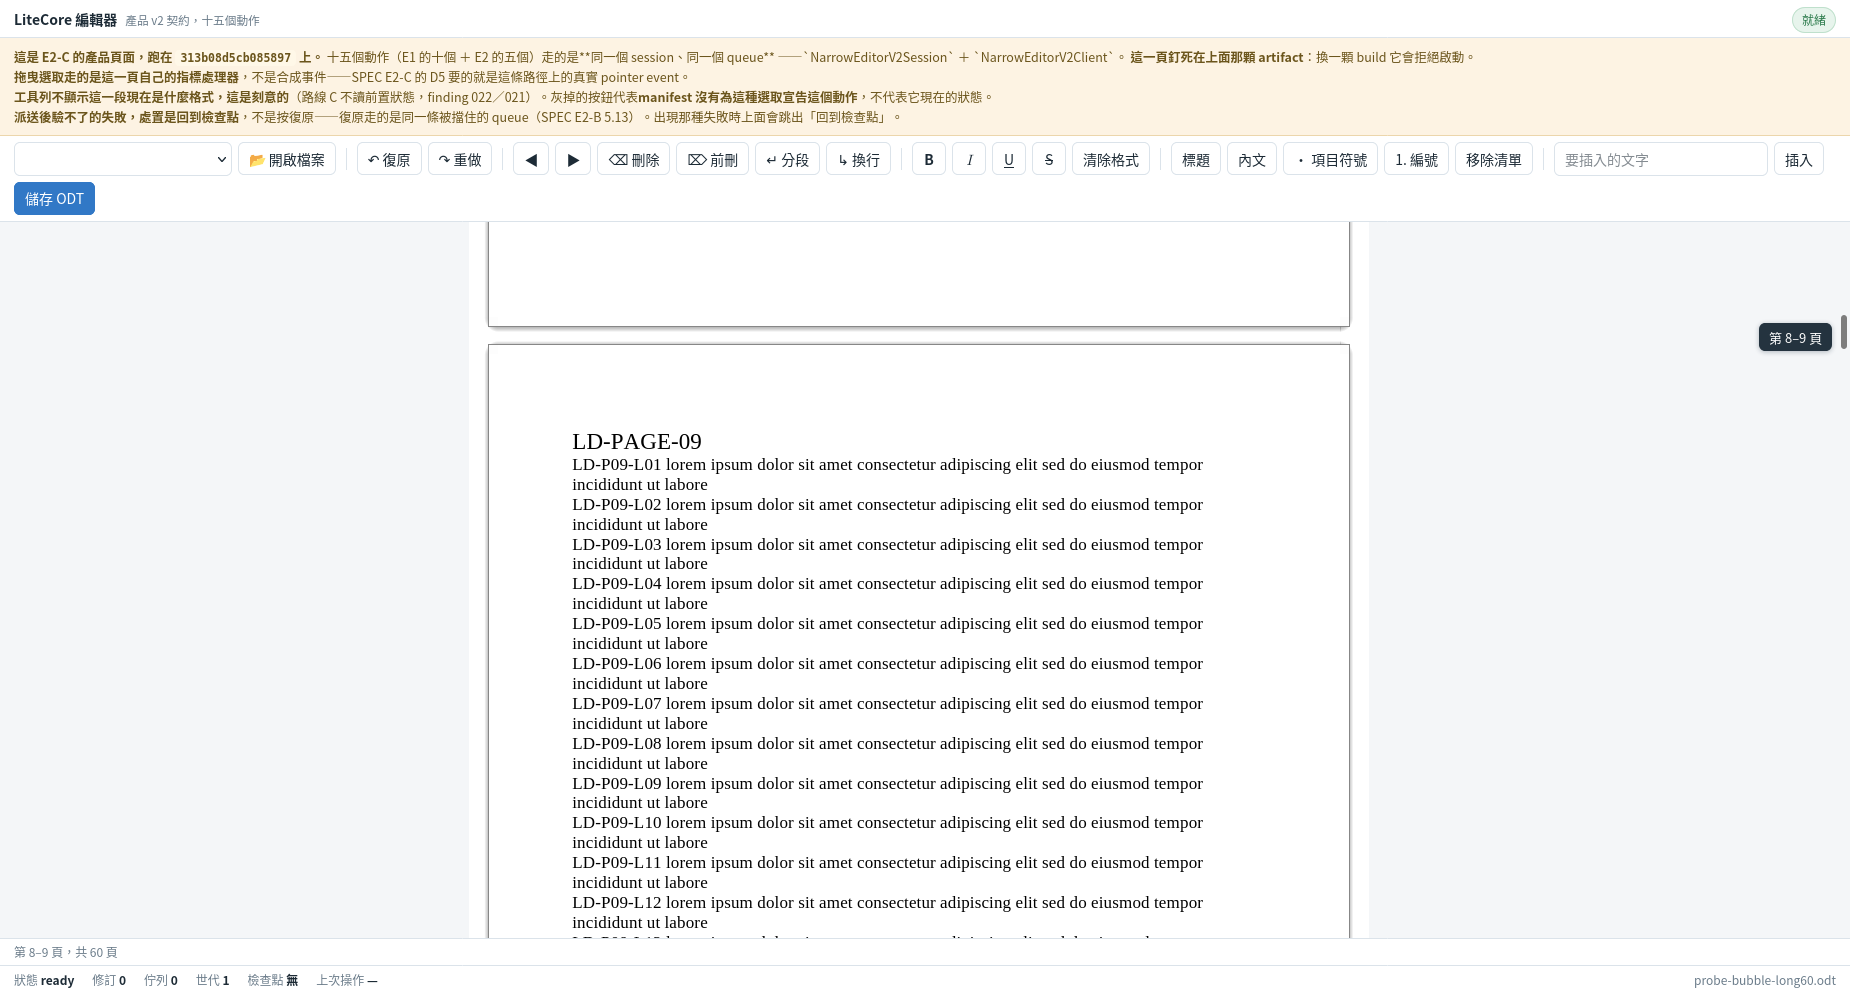 LiteCore 編輯器 產品 v2 契約，十五個動作 就緒
這是 E2-C 的產品頁面，跑在 313b08d5cb085897 上。 十五個動作（E1 的十個 ＋ E2 的五個）走的是**同一個 session、同一個 queue** ——`NarrowEditorV2Session` ＋ `NarrowEditorV2Client`。 這一頁釘死在上面那顆 artifact：換一顆 build 它會拒絕啟動。
拖曳選取走的是這一頁自己的指標處理器，不是合成事件——SPEC E2-C 的 D5 要的就是這條路徑上的真實 pointer event。
工具列不顯示這一段現在是什麼格式，這是刻意的（路線 C 不讀前置狀態，finding 022／021）。灰掉的按鈕代表manifest 沒有為這種選取宣告這個動作，不代表它現在的狀態。
派送後驗不了的失敗，處置是回到檢查點，不是按復原——復原走的是同一條被擋住的 queue（SPEC E2-B 5.13）。出現那種失敗時上面會跳出「回到檢查點」。
📂 開啟檔案 ↶ 復原 ↷ 重做 ◀ ▶ ⌫ 刪除 ⌦ 前刪 ↵ 分段 ↳ 換行 B I U S 清除格式 標題 內文 • 項目符號 1. 編號 移除清單 要插入的文字 插入
儲存 ODT
第 8–9 頁
LD-PAGE-09
LD-P09-L01 lorem ipsum dolor sit amet consectetur adipiscing elit sed do eiusmod tempor
incididunt ut labore
LD-P09-L02 lorem ipsum dolor sit amet consectetur adipiscing elit sed do eiusmod tempor
incididunt ut labore
LD-P09-L03 lorem ipsum dolor sit amet consectetur adipiscing elit sed do eiusmod tempor
incididunt ut labore
LD-P09-L04 lorem ipsum dolor sit amet consectetur adipiscing elit sed do eiusmod tempor
incididunt ut labore
LD-P09-L05 lorem ipsum dolor sit amet consectetur adipiscing elit sed do eiusmod tempor
incididunt ut labore
LD-P09-L06 lorem ipsum dolor sit amet consectetur adipiscing elit sed do eiusmod tempor
incididunt ut labore
LD-P09-L07 lorem ipsum dolor sit amet consectetur adipiscing elit sed do eiusmod tempor
incididunt ut labore
LD-P09-L08 lorem ipsum dolor sit amet consectetur adipiscing elit sed do eiusmod tempor
incididunt ut labore
LD-P09-L09 lorem ipsum dolor sit amet consectetur adipiscing elit sed do eiusmod tempor
incididunt ut labore
LD-P09-L10 lorem ipsum dolor sit amet consectetur adipiscing elit sed do eiusmod tempor
incididunt ut labore
LD-P09-L11 lorem ipsum dolor sit amet consectetur adipiscing elit sed do eiusmod tempor
incididunt ut labore
LD-P09-L12 lorem ipsum dolor sit amet consectetur adipiscing elit sed do eiusmod tempor
incididunt ut labore
第 8–9 頁，共 60 頁
狀態 ready 修訂 0 佇列 0 世代 1 檢查點 無 上次操作 — probe-bubble-long60.odt